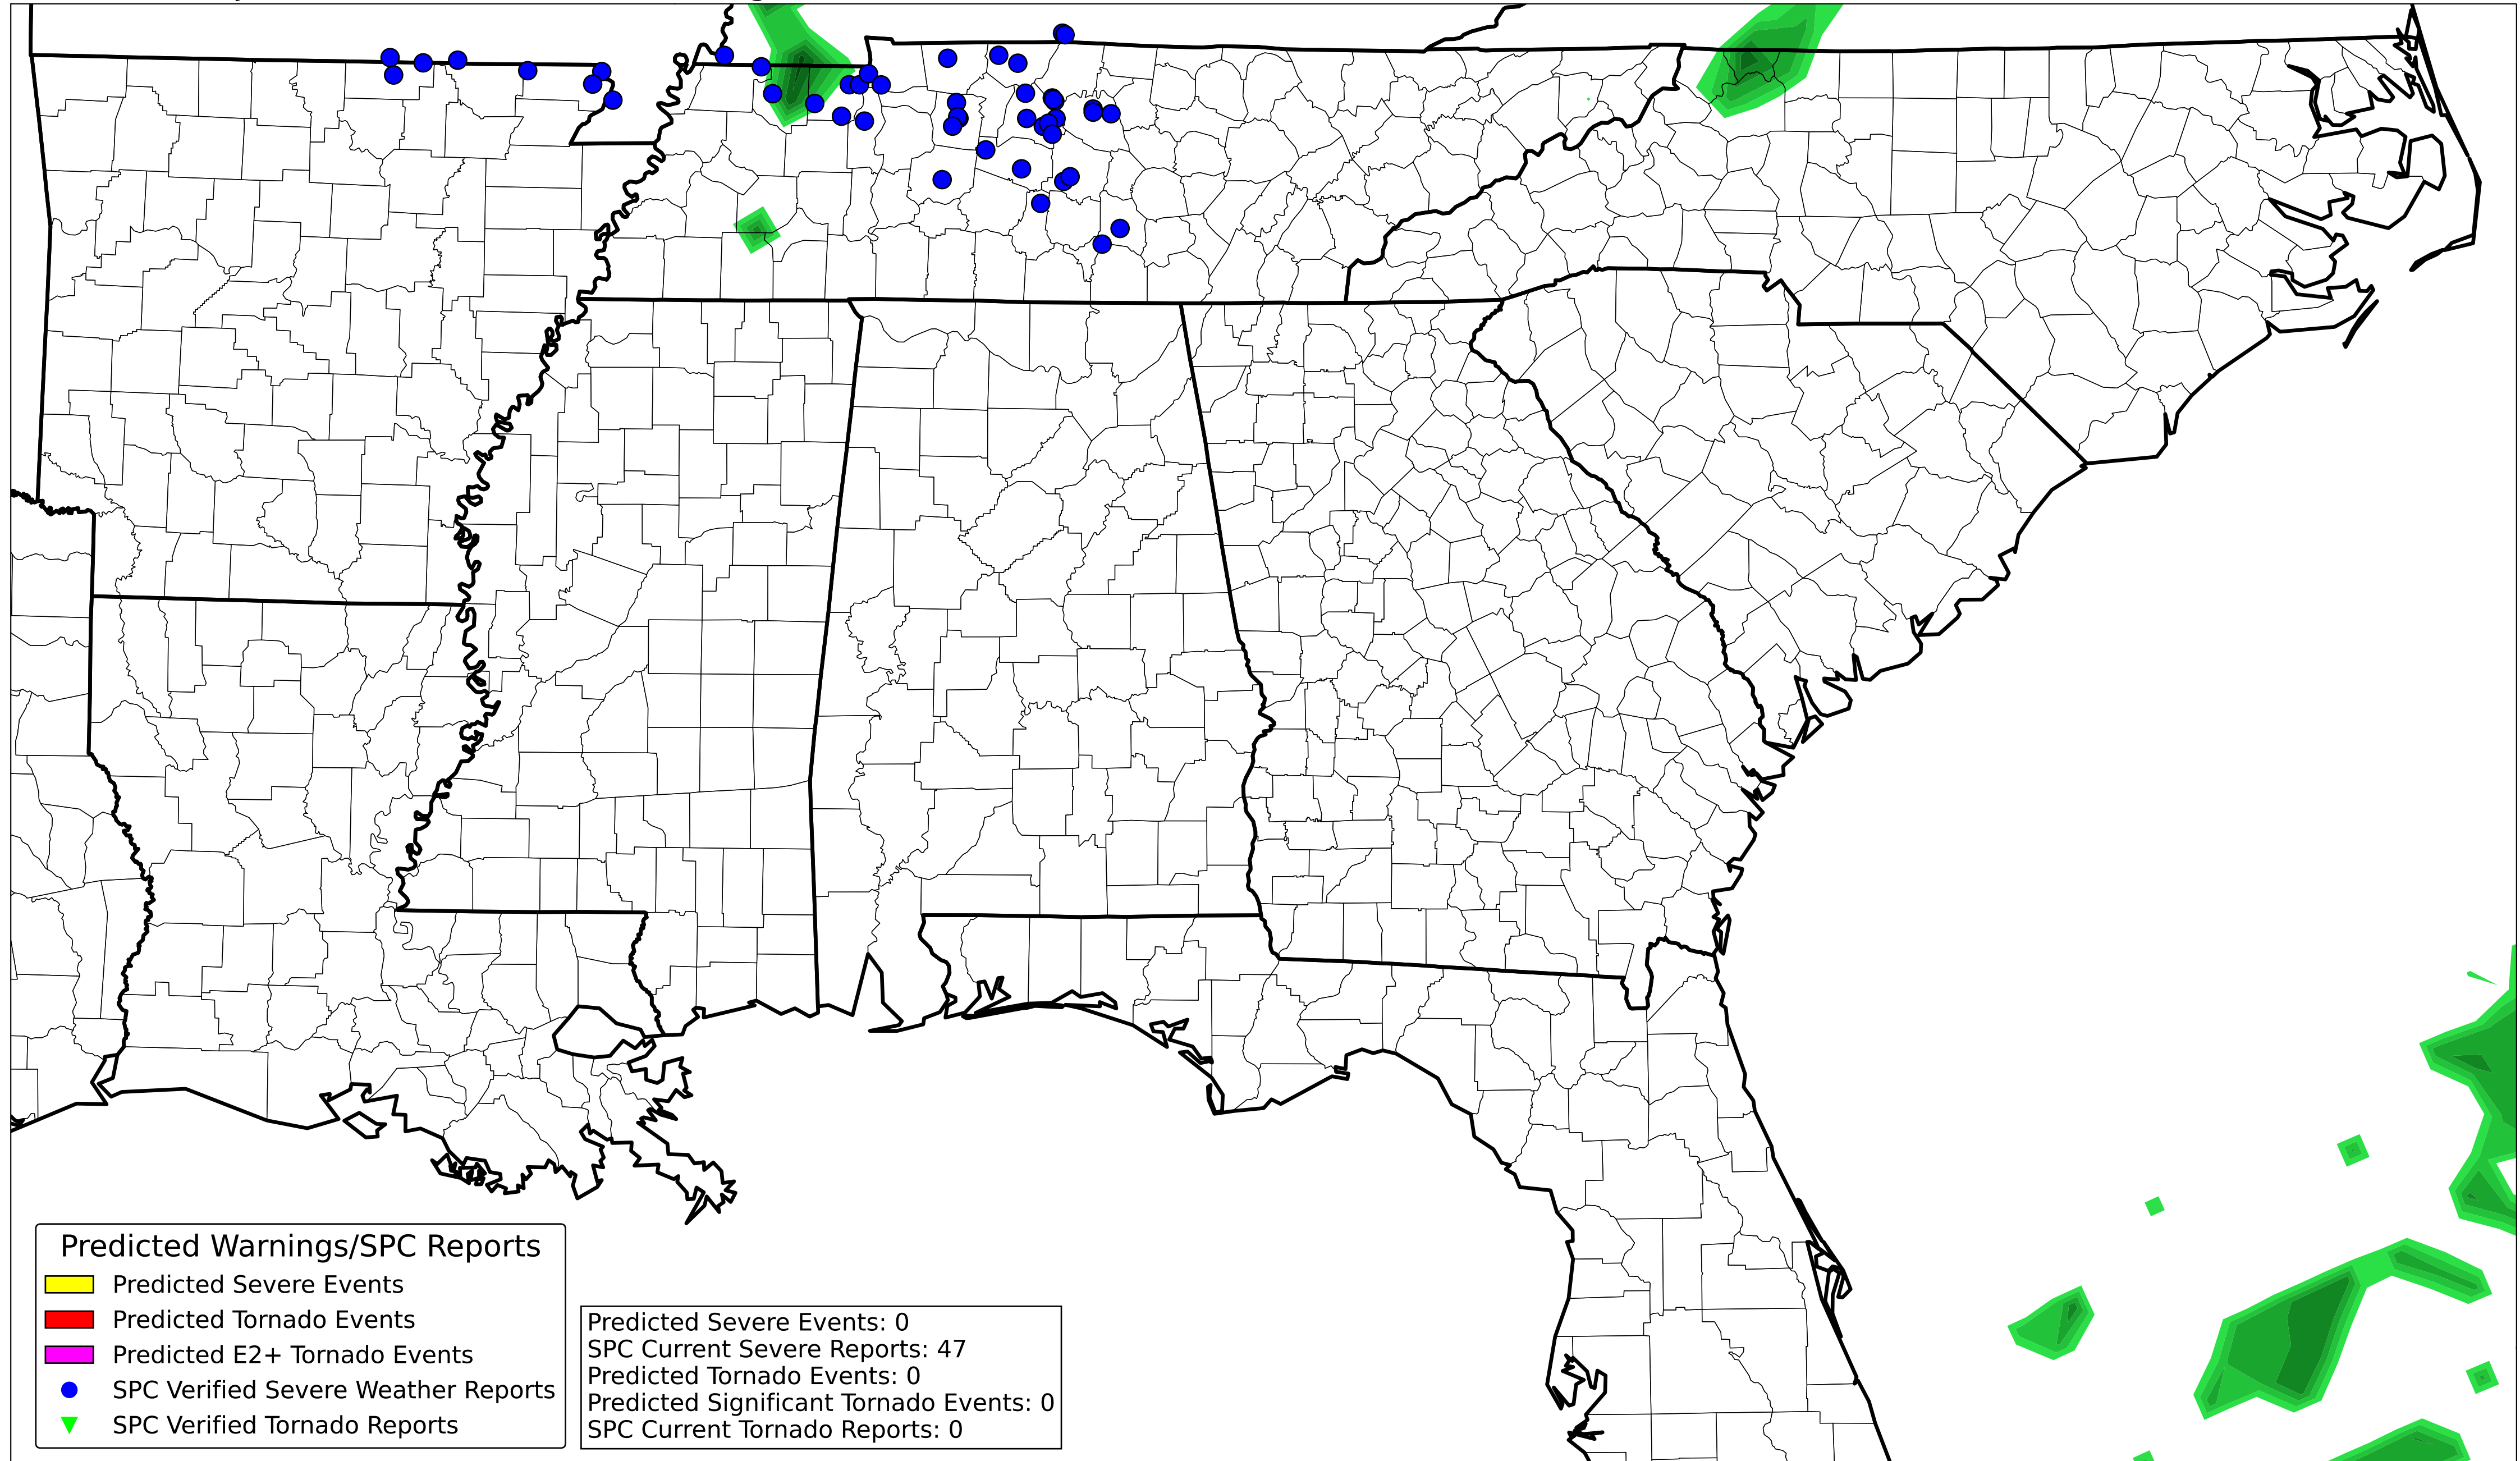 Predicted Warnings/SPC Reports
Predicted Severe Events
Predicted Tornado Events
Predicted E2+ Tornado Events
SPC Verified Severe Weather Reports
SPC Verified Tornado Reports
Predicted Severe Events: 0
SPC Current Severe Reports: 47
Predicted Tornado Events: 0
Predicted Significant Tornado Events: 0
SPC Current Tornado Reports: 0